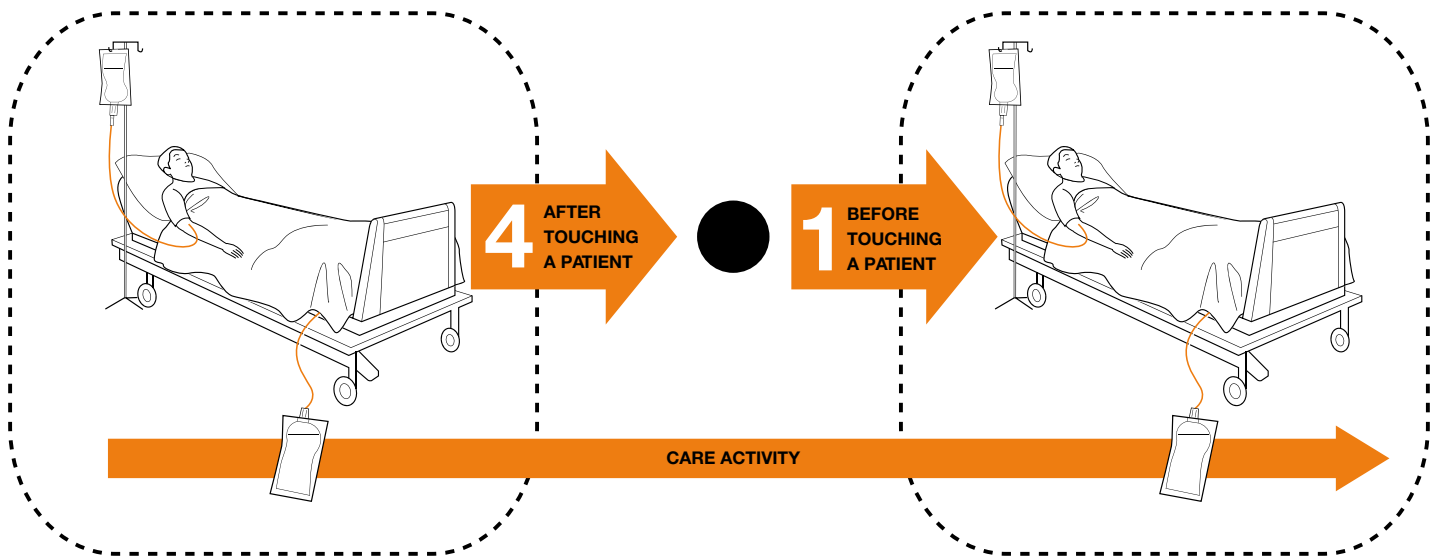 4
AFTER
TOUCHING
A PATIENT
1
BEFORE
TOUCHING
A PATIENT
CARE ACTIVITY